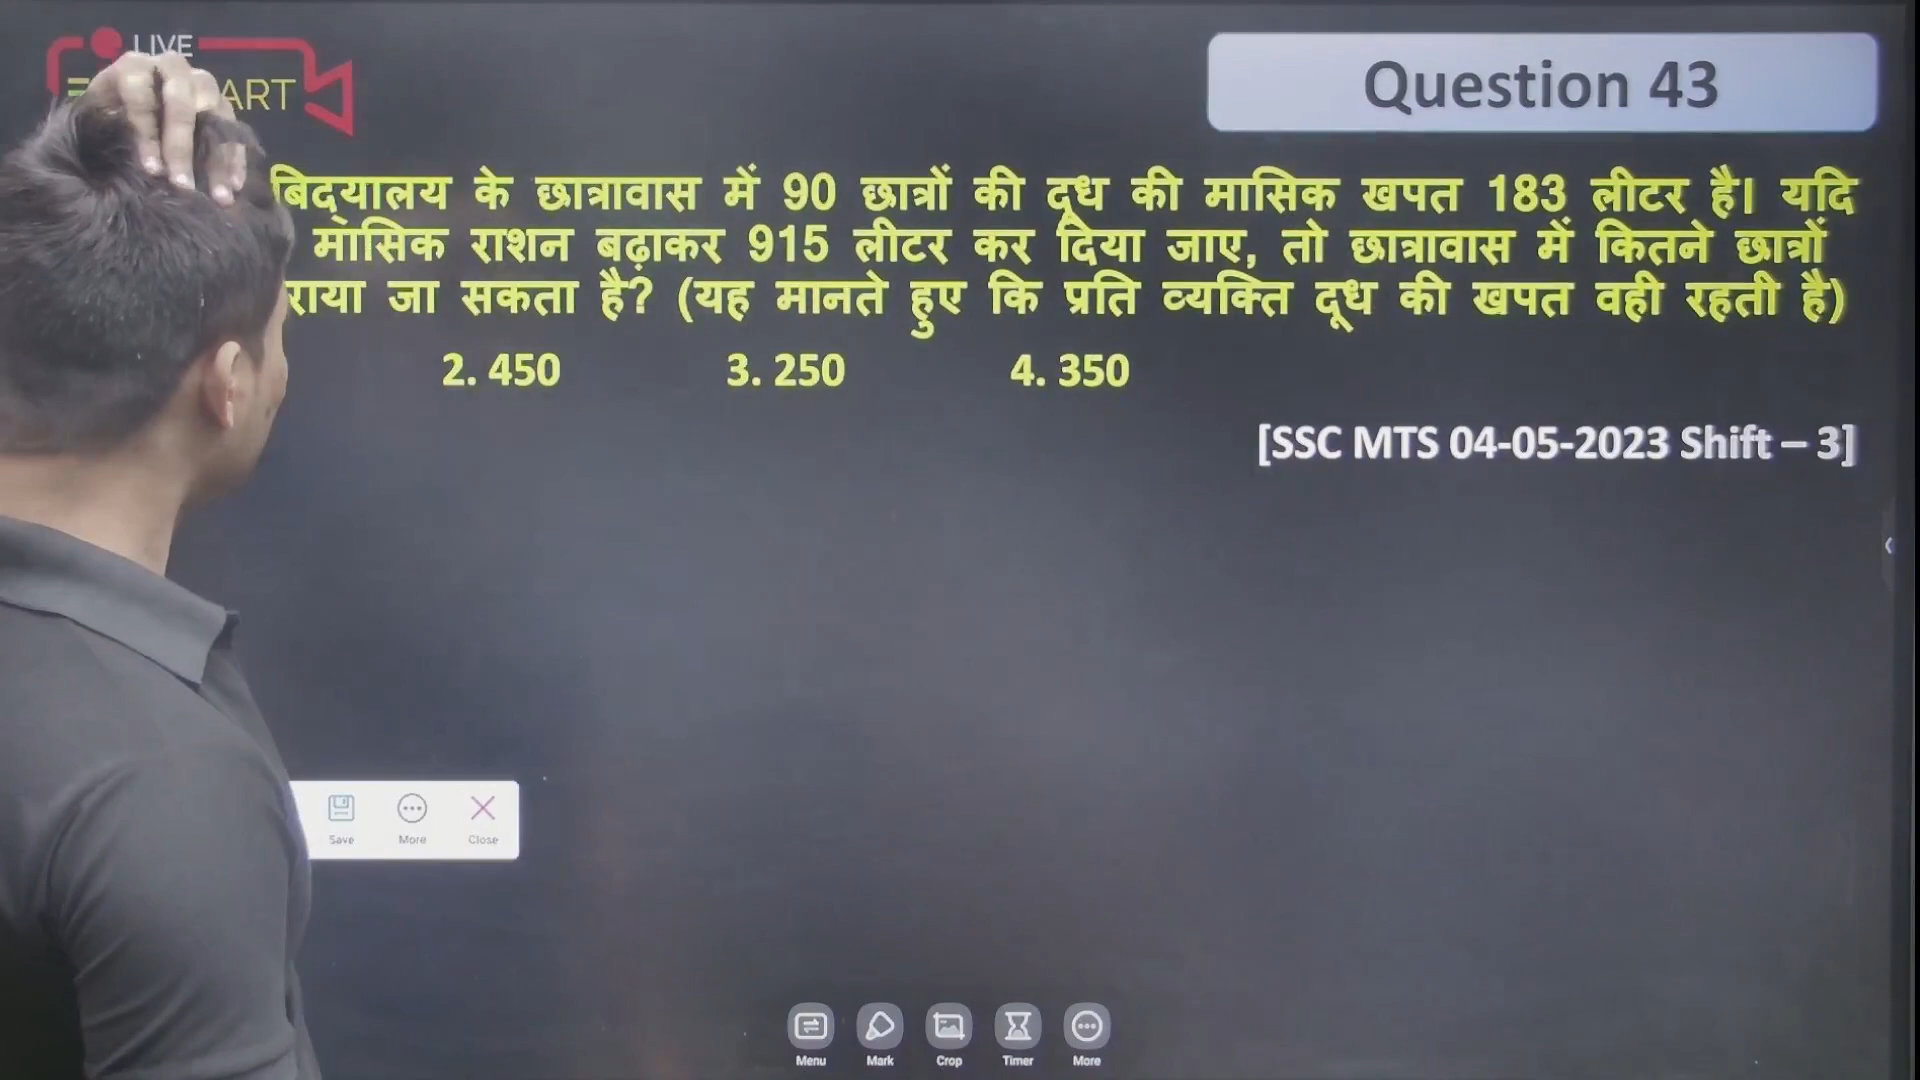 LIVE
ART
Question 43
बिद्यालय के छात्रावास में 90 छात्रों की दूध की मासिक खपत 183 लीटर है। यदि
मासिक राशन बढ़ाकर 915 लीटर कर दिया जाए, तो छात्रावास में कितने छात्रों
राया जा सकता है? (यह मानते हुए कि प्रति व्यक्ति दूध की खपत वही रहती है)
2. 450 3. 250 4. 350
[SSC MTS 04-05-2023 Shift – 3]
Save More Close
Menu Mark Crop Timer More